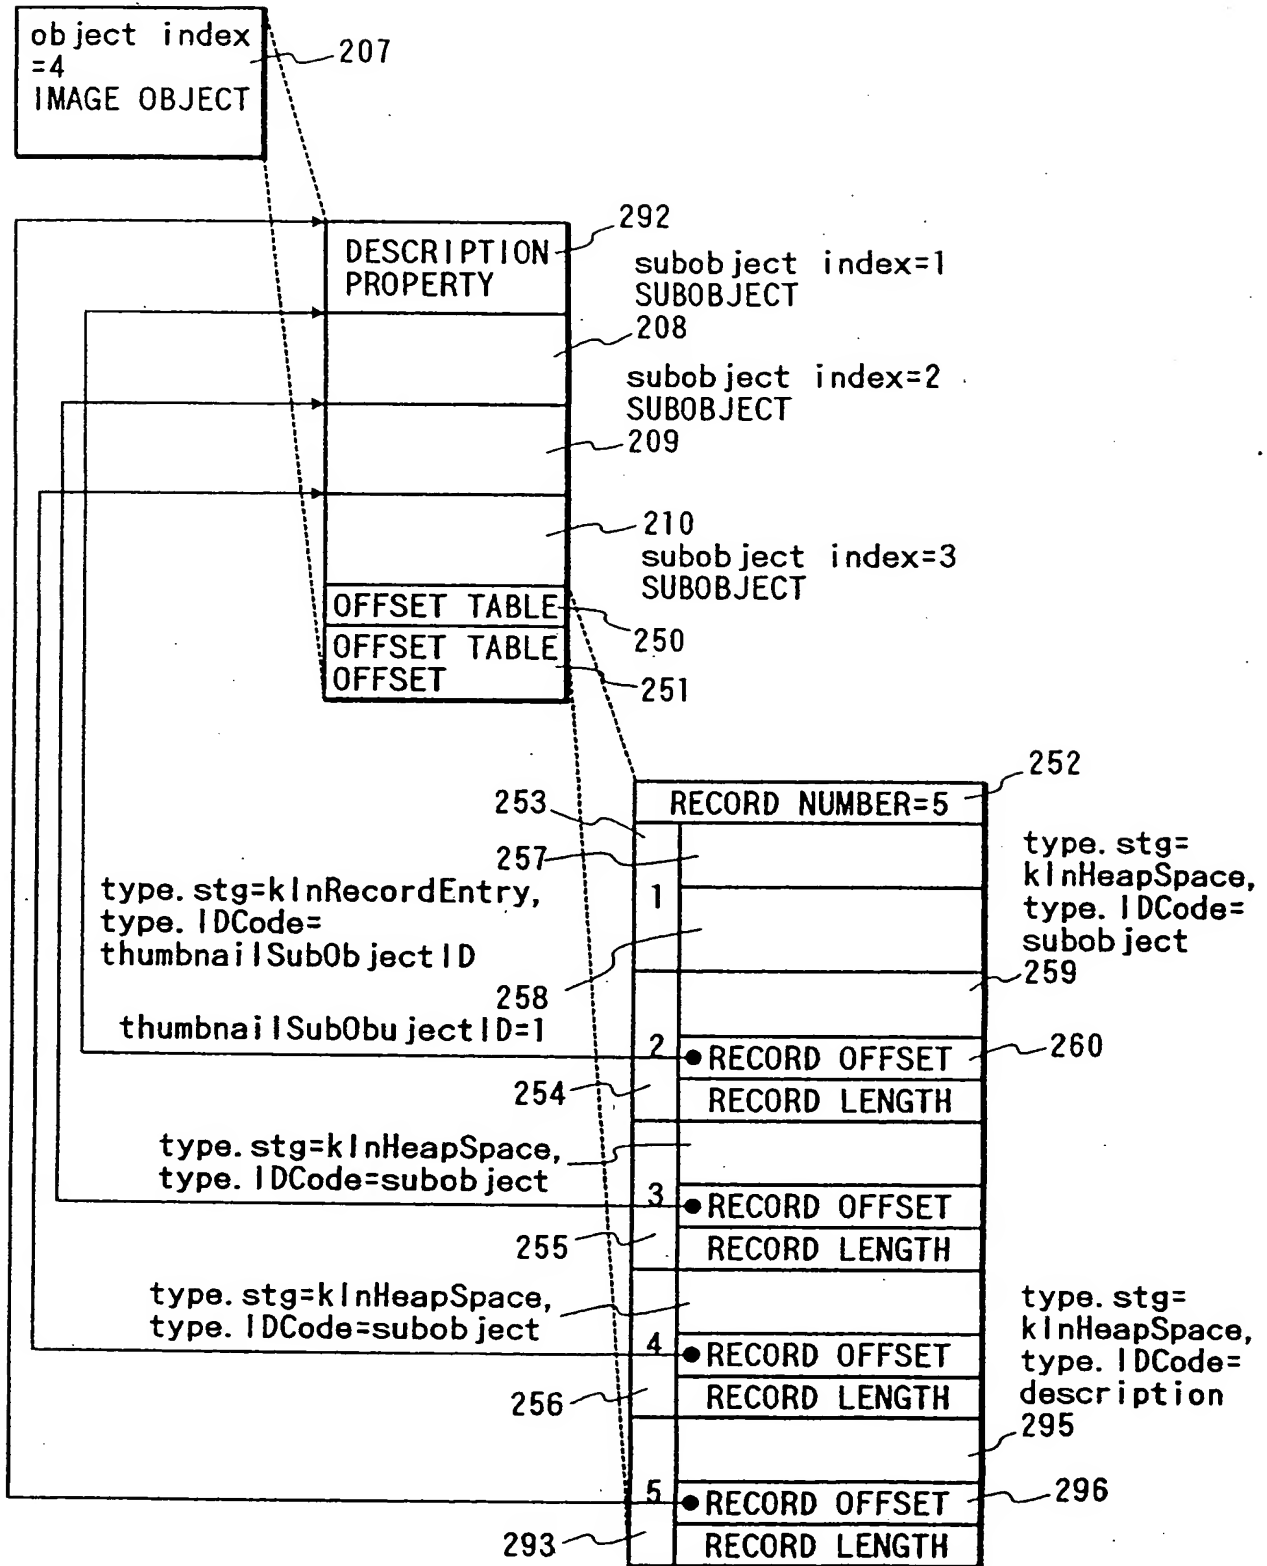 object index
=4
IMAGE OBJECT
207
292
DESCRIPTION
PROPERTY
subobject index=1
SUBOBJECT
208
subobject index=2
SUBOBJECT
209
210
subobject index=3
SUBOBJECT
OFFSET TABLE
250
OFFSET TABLE
OFFSET
251
252
RECORD NUMBER=5
253
257
1
type.stg=
kInHeapSpace,
type.IDCode=
subobject
type.stg=kInRecordEntry,
type.IDCode=
thumbnailSubObjectID
258
259
thumbnailSubObujectID=1
2
RECORD OFFSET
260
254
RECORD LENGTH
type.stg=kInHeapSpace,
type.IDCode=subobject
3
RECORD OFFSET
255
RECORD LENGTH
type.stg=kInHeapSpace,
type.IDCode=subobject
4
RECORD OFFSET
256
RECORD LENGTH
type.stg=
kInHeapSpace,
type.IDCode=
description
295
5
RECORD OFFSET
296
293
RECORD LENGTH